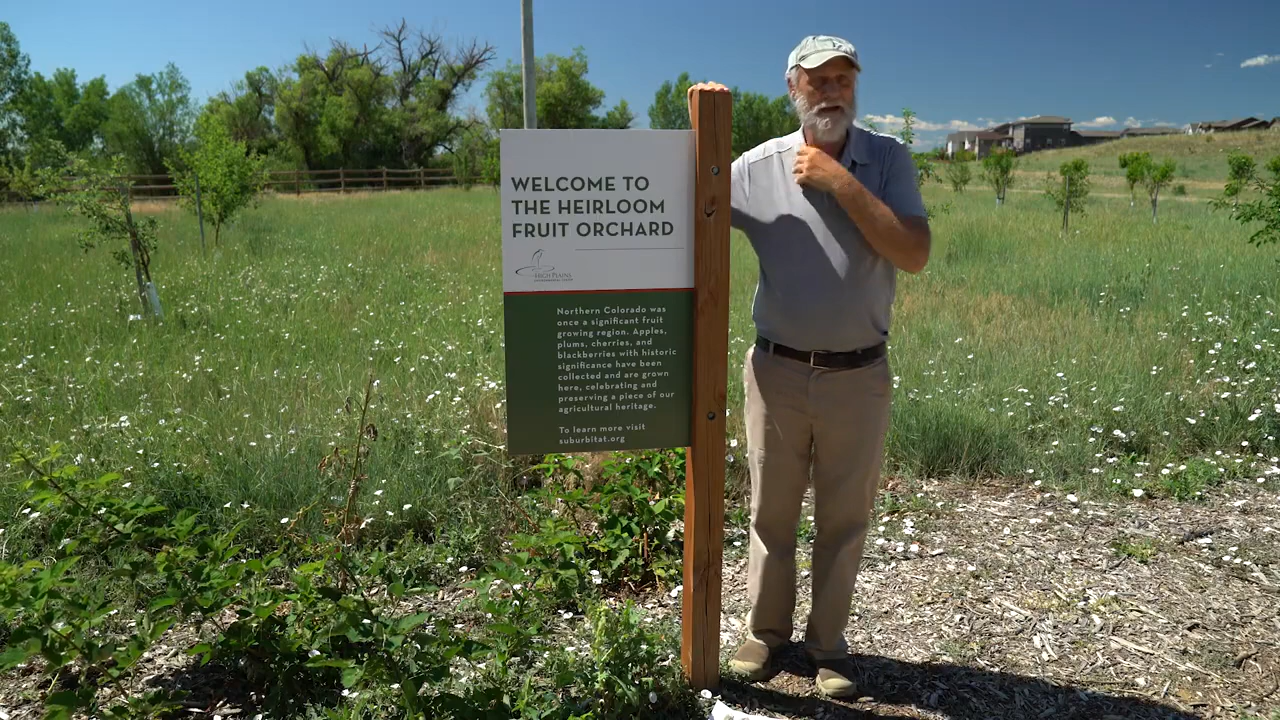 WELCOME TO
THE HEIRLOOM
FRUIT ORCHARD
HIGH PLAINS
Northern Colorado was
once a significant fruit
growing region. Apples,
plums, cherries, and
blackberries with historic
significance have been
collected and are grown
here, celebrating and
preserving a piece of our
agricultural heritage.
To learn more visit
suburbitat.org